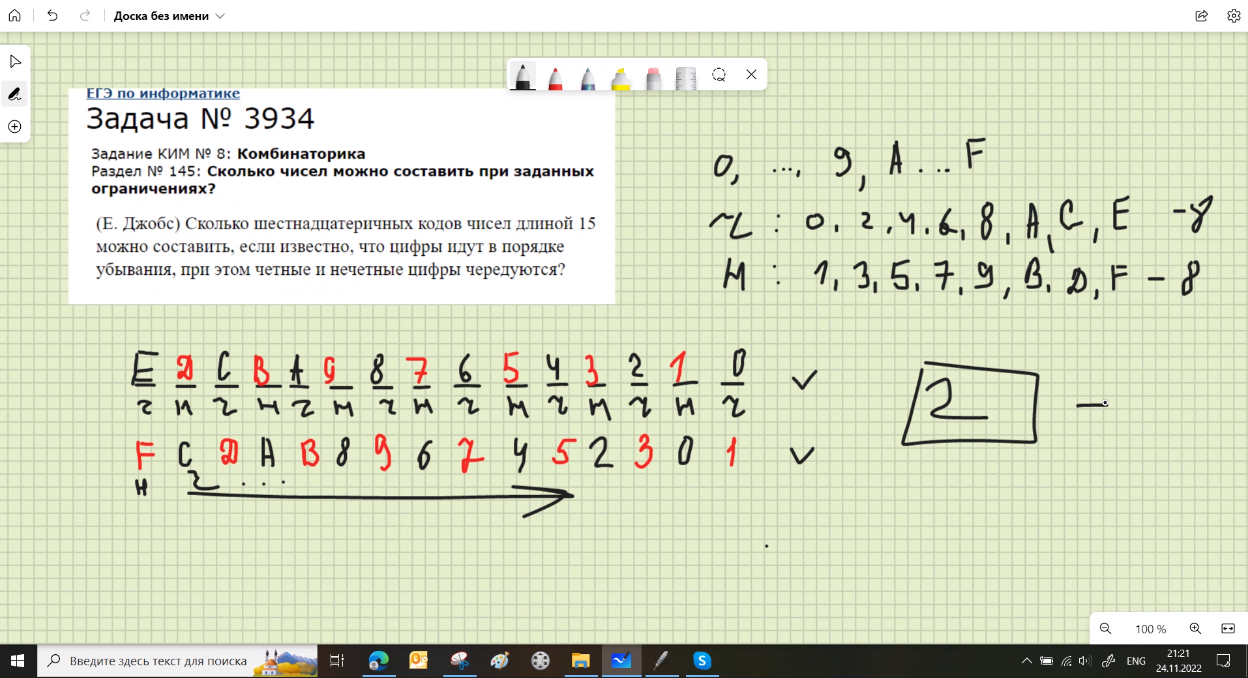 Доска без имени
ЕГЭ по информатике
Задача № 3934
Задание КИМ № 8: Комбинаторика
Раздел № 145: Сколько чисел можно составить при заданных
ограничениях?
(Е. Джобс) Сколько шестнадцатеричных кодов чисел длиной 15
можно составить, если известно, что цифры идут в порядке
убывания, при этом четные и нечетные цифры чередуются?
0, ..., 9, A ... F
Ч : 0, 2, 4, 6, 8, A, C, E - 8
Н : 1, 3, 5, 7, 9, B, D, F - 8
E D C B A 9 8 7 6 5 4 3 2 1 0 ✓
ч н ч н ч н ч н ч н ч н ч н ч
F C D A B 8 9 6 7 4 5 2 3 0 1 ✓
н ч ...
2 -
100 %
Введите здесь текст для поиска
ENG
21:21
24.11.2022